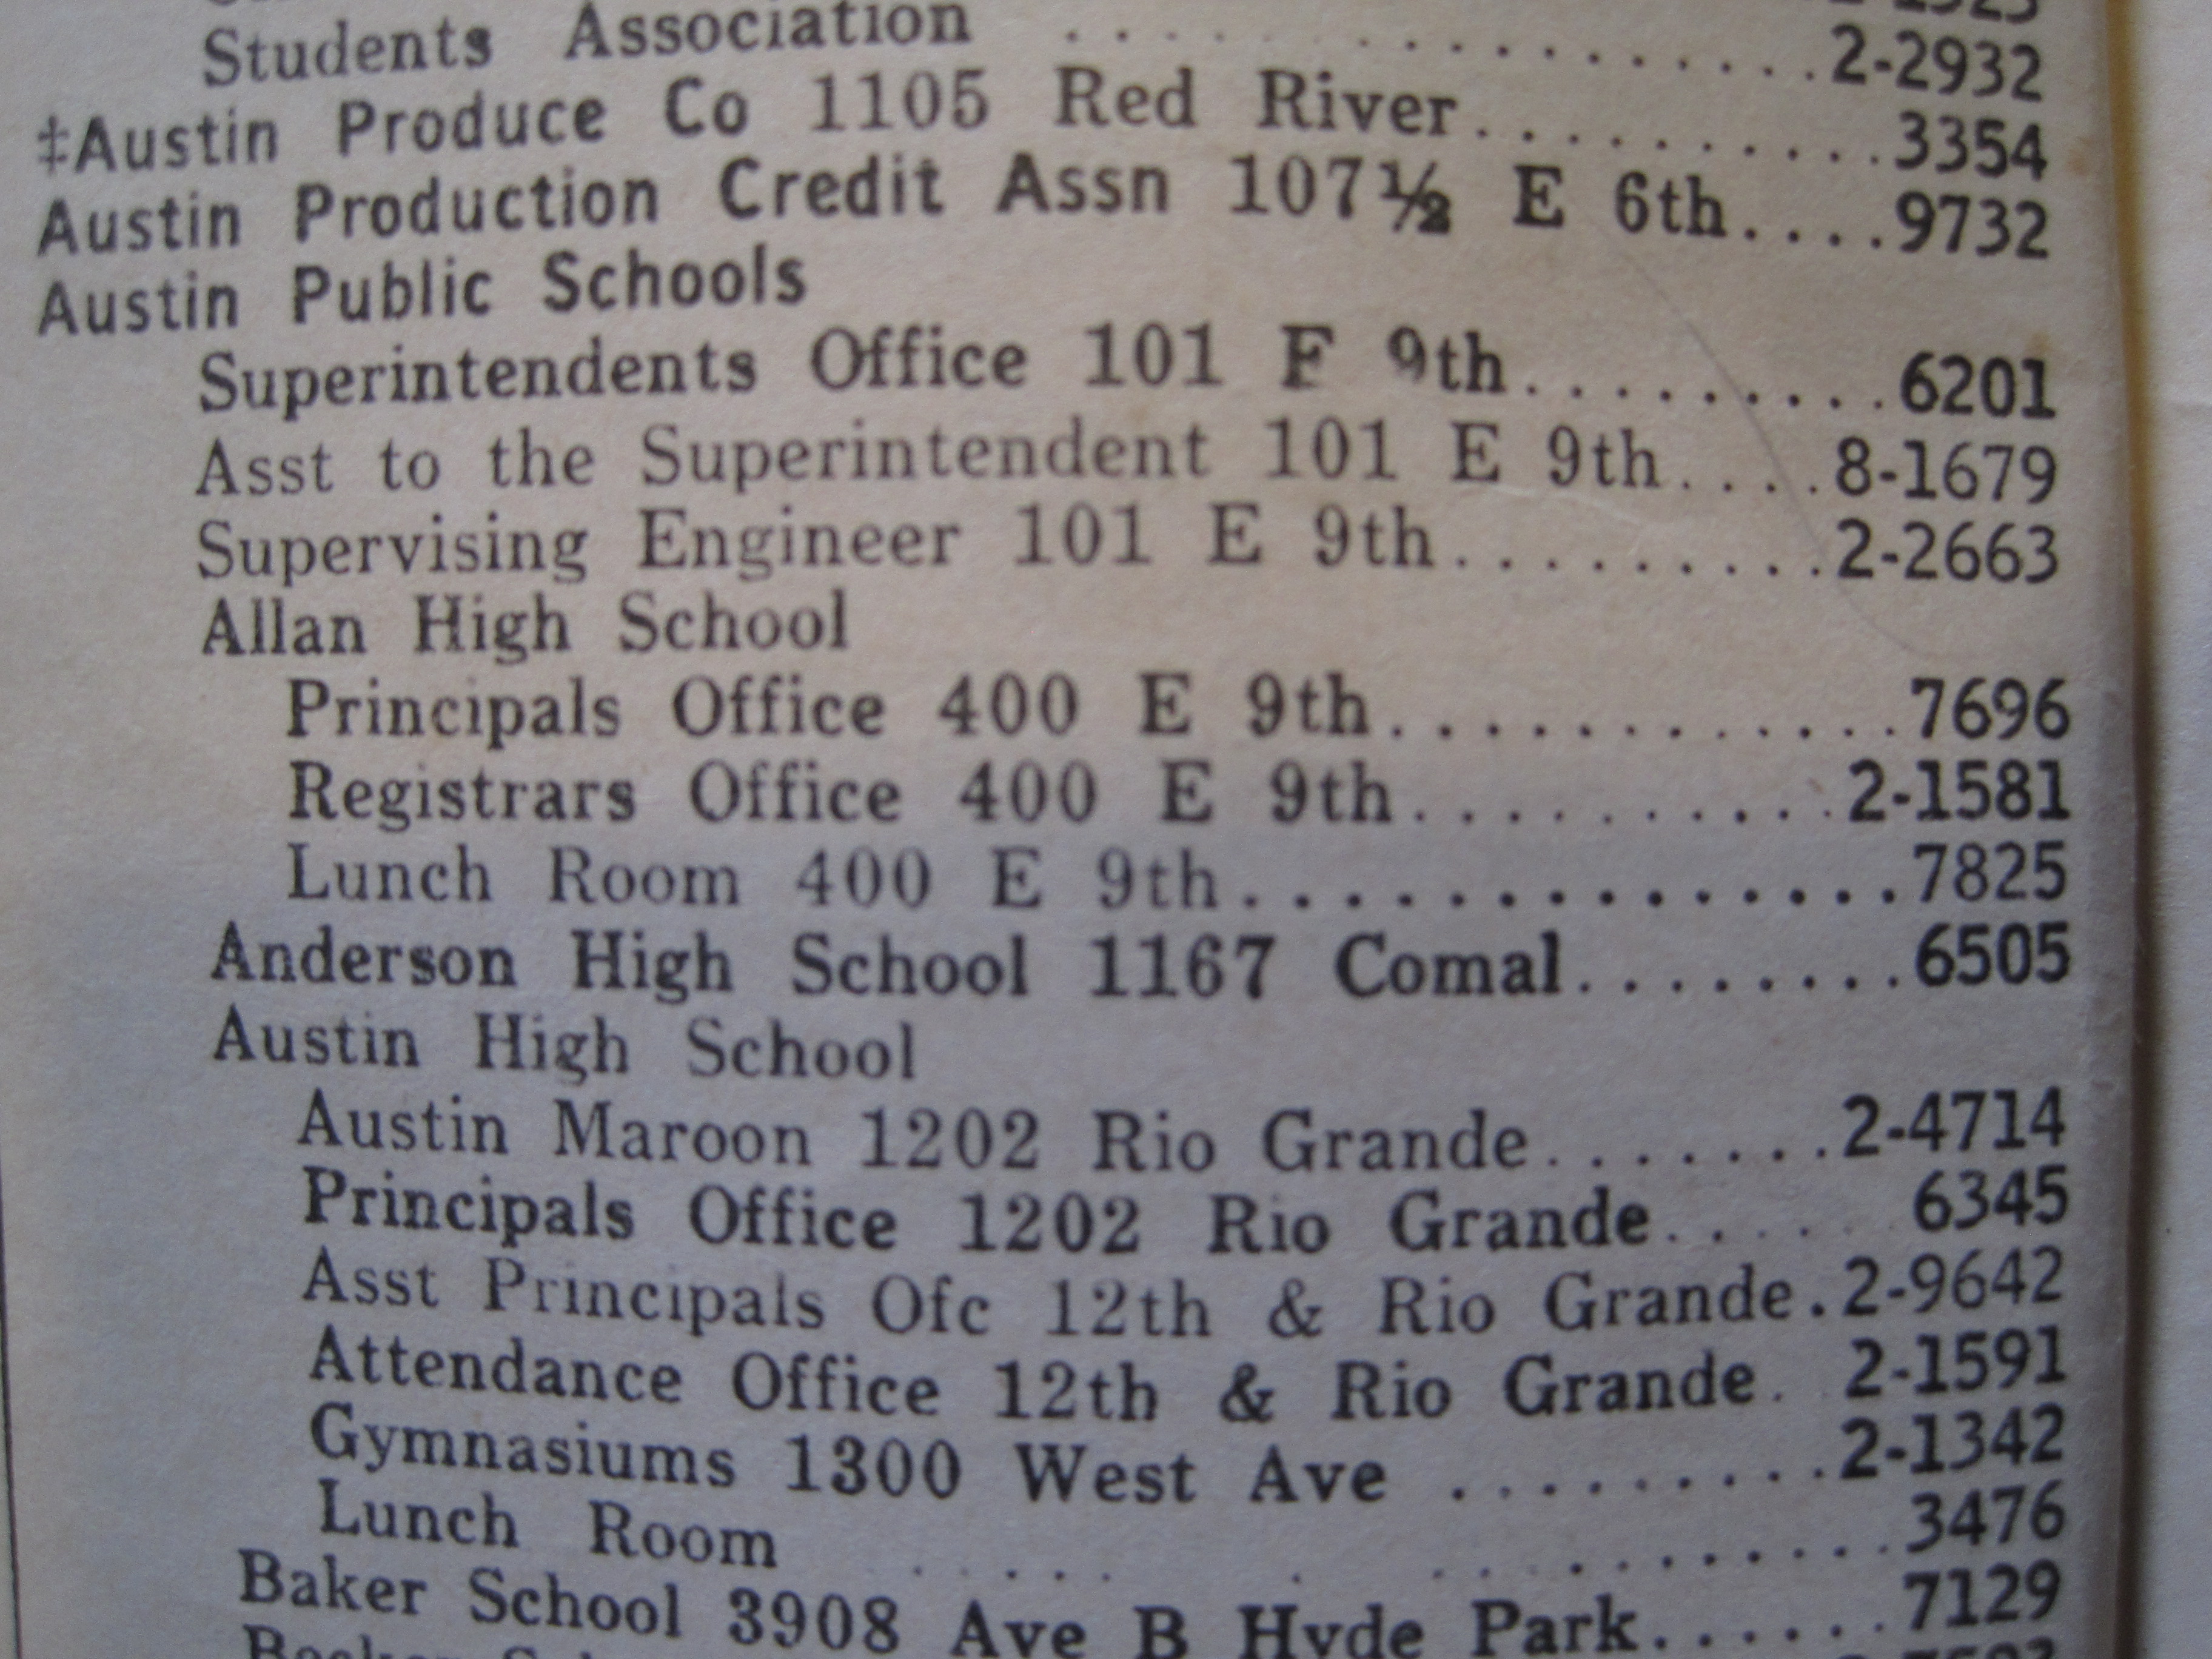 Students Association . . . . . . . . . . . . . . . . . 2-2932
‡Austin Produce Co 1105 Red River. . . . . . . . . . . 3354
Austin Production Credit Assn 107½ E 6th. . . . 9732
Austin Public Schools
Superintendents Office 101 E 9th. . . . . . . . . . 6201
Asst to the Superintendent 101 E 9th. . . . 8-1679
Supervising Engineer 101 E 9th. . . . . . . . . . 2-2663
Allan High School
Principals Office 400 E 9th. . . . . . . . . . . . . 7696
Registrars Office 400 E 9th. . . . . . . . . . . 2-1581
Lunch Room 400 E 9th. . . . . . . . . . . . . . . . . 7825
Anderson High School 1167 Comal. . . . . . . . . 6505
Austin High School
Austin Maroon 1202 Rio Grande. . . . . . . 2-4714
Principals Office 1202 Rio Grande. . . . . . 6345
Asst Principals Ofc 12th & Rio Grande . 2-9642
Attendance Office 12th & Rio Grande. . 2-1591
Gymnasiums 1300 West Ave . . . . . . . . . 2-1342
Lunch Room . . . . . . . . . . . . . . . . 3476
Baker School 3908 Ave B Hyde Park. . . . . . 7129